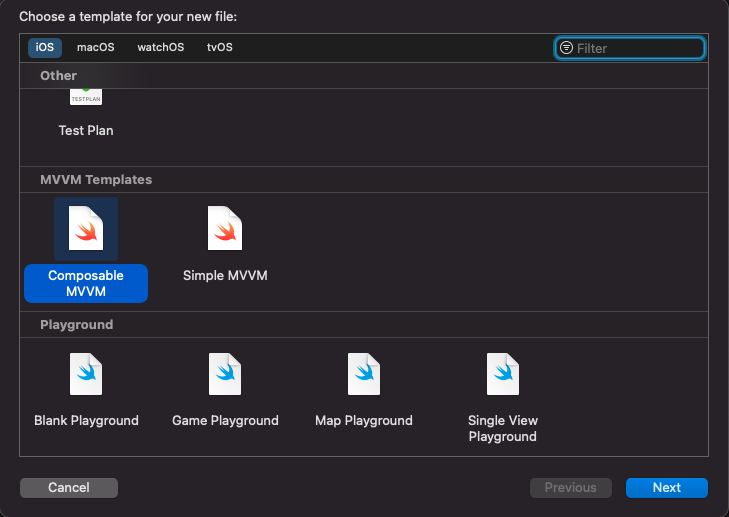 Choose a template for your new file:
iOS macOS watchOS tvOS Filter
Other
TESTPLAN
Test Plan
MVVM Templates
Composable MVVM
Simple MVVM
Playground
Blank Playground
Game Playground
Map Playground
Single View Playground
Cancel Previous Next